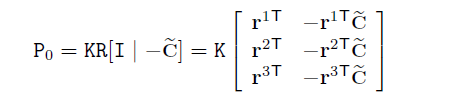 P₀ = KR[I | −C̃] = K [ r¹ᵀ −r¹ᵀC̃
r²ᵀ −r²ᵀC̃
r³ᵀ −r³ᵀC̃ ]